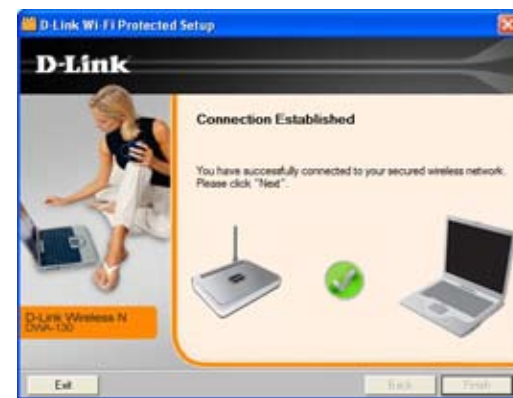 D-Link Wi-Fi Protected Setup
D-Link
Connection Established
You have successfully connected to your secured wireless network.
Please click "Next".
D-Link Wireless N
DWA-130
Exit
Back
Finish